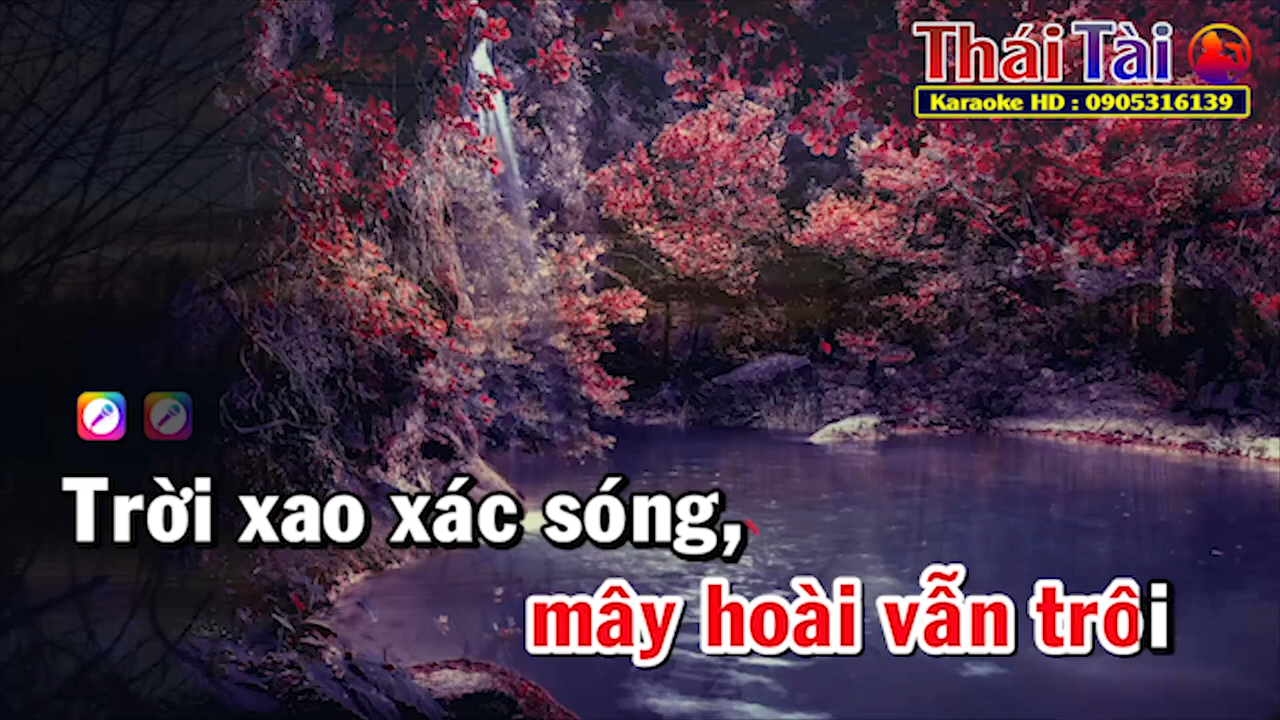 Thái Tài
Karaoke HD : 0905316139
Trời xao xác sóng,
mây hoài vẫn trôi